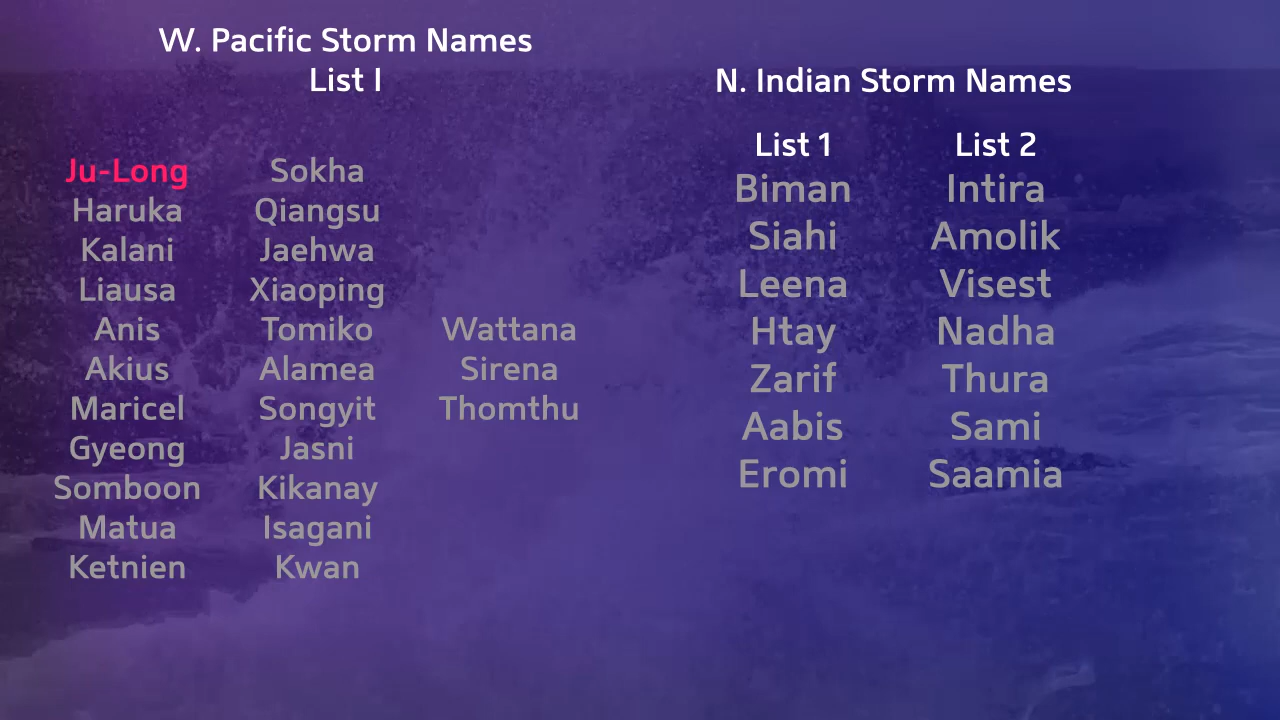 W. Pacific Storm Names
List I
Ju-Long
Haruka
Kalani
Liausa
Anis
Akius
Maricel
Gyeong
Somboon
Matua
Ketnien
Sokha
Qiangsu
Jaehwa
Xiaoping
Tomiko
Alamea
Songyit
Jasni
Kikanay
Isagani
Kwan
Wattana
Sirena
Thomthu
N. Indian Storm Names
List 1
Biman
Siahi
Leena
Htay
Zarif
Aabis
Eromi
List 2
Intira
Amolik
Visest
Nadha
Thura
Sami
Saamia